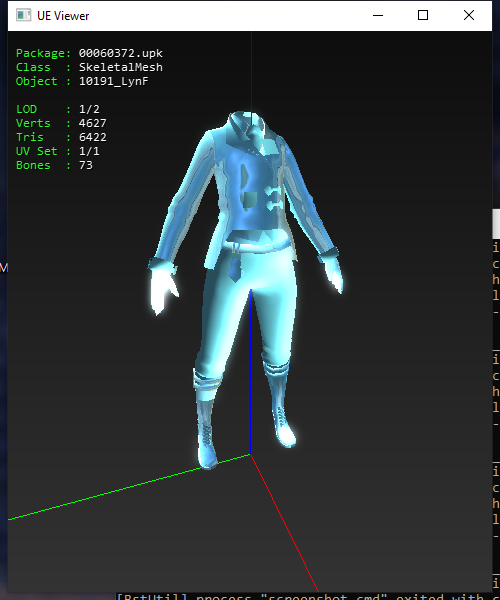 UE Viewer
Package: 00060372.upk
Class : SkeletalMesh
Object : 10191_LynF
LOD : 1/2
Verts : 4627
Tris : 6422
UV Set : 1/1
Bones : 73
M
i
c
h
l
-
i
c
h
l
-
i
c
h
l
-
i
[BstUtil] process "screenshot.cmd" exited with c